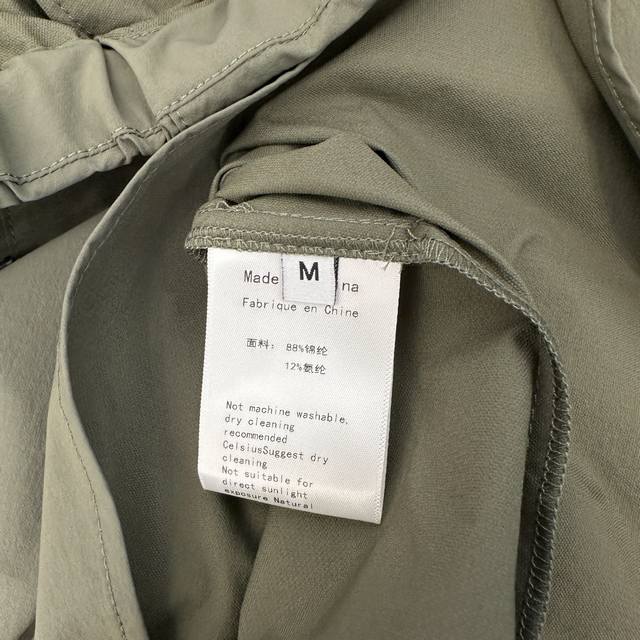 M
Made na
Fabrique en Chine
面料: 88%锦纶
12%氨纶
Not machine washable,
dry cleaning
recommended
CelsiusSuggest dry
cleaning
Not suitable for
direct sunlight
exposure Natural